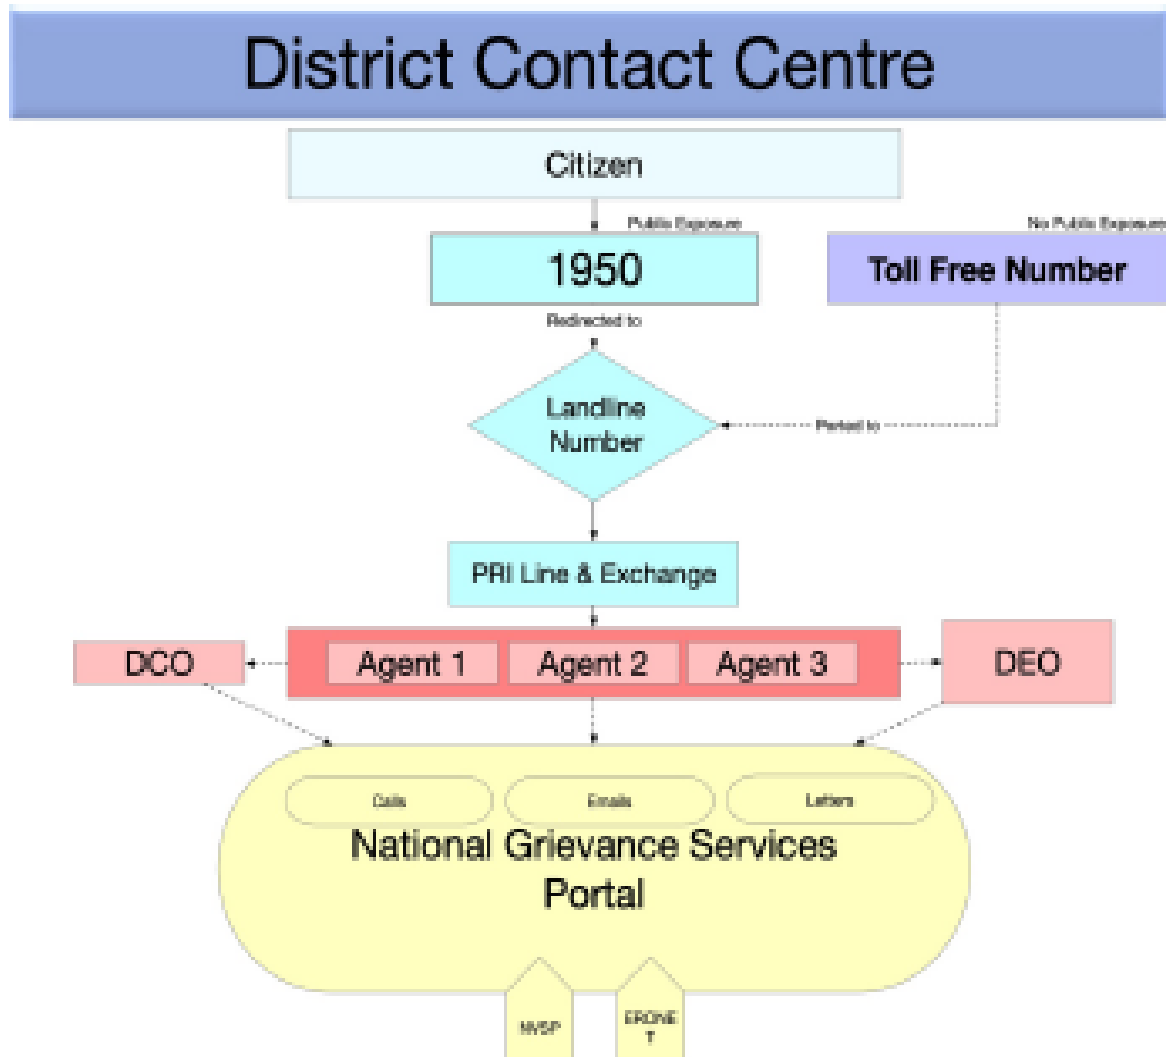 District Contact Centre
Citizen
Public Exposure
No Public Exposure
1950
Toll Free Number
Redirected to
Landline
Number
Ported to
PRI Line & Exchange
DCO
Agent 1
Agent 2
Agent 3
DEO
Calls
Emails
Letters
National Grievance Services
Portal
NVSP
ERONE
T